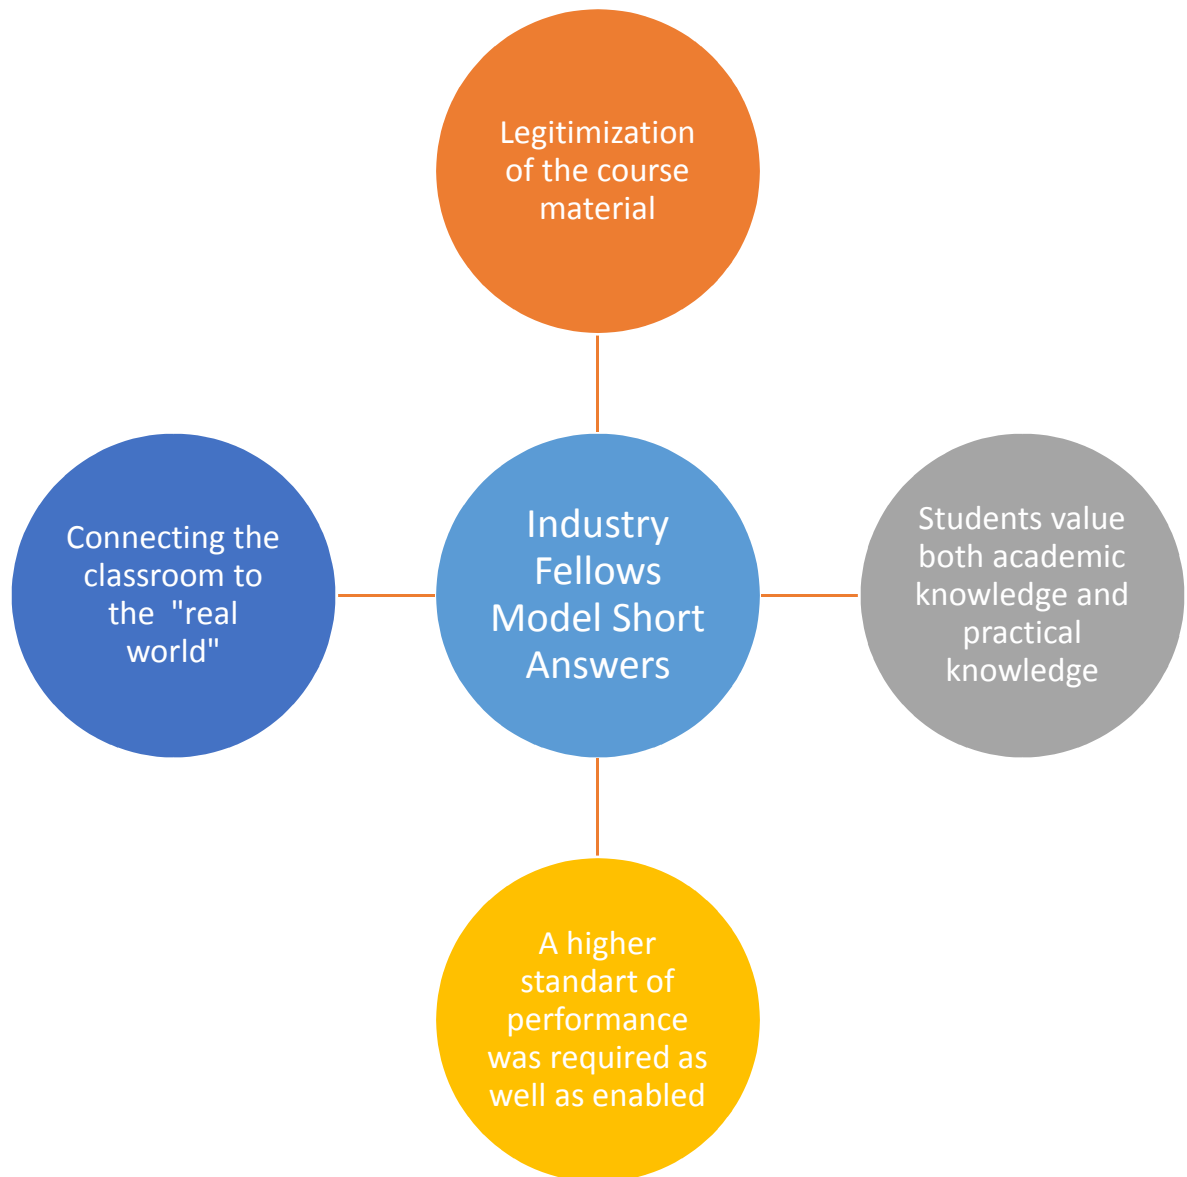 Legitimization
of the course
material
Connecting the
classroom to
the "real
world"
Industry
Fellows
Model Short
Answers
Students value
both academic
knowledge and
practical
knowledge
A higher
standart of
performance
was required as
well as enabled